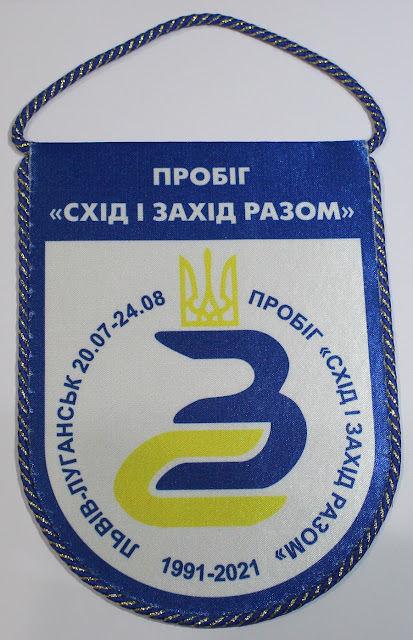 ПРОБІГ
«СХІД І ЗАХІД РАЗОМ»
ЛЬВІВ-ЛУГАНСЬК 20.07-24.08
ПРОБІГ «СХІД І ЗАХІД РАЗОМ»
1991-2021